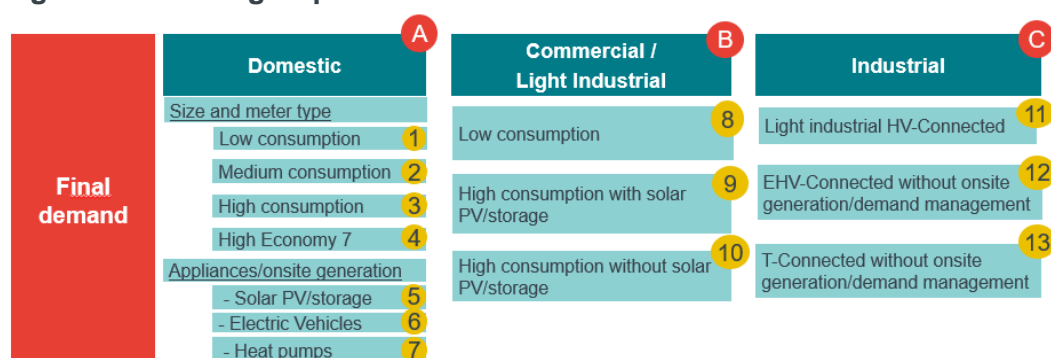 Final
demand
Domestic
A
Size and meter type
Low consumption 1
Medium consumption 2
High consumption 3
High Economy 7 4
Appliances/onsite generation
- Solar PV/storage 5
- Electric Vehicles 6
- Heat pumps 7
Commercial /
Light Industrial
B
Low consumption 8
High consumption with solar
PV/storage
9
High consumption without solar
PV/storage
10
Industrial
C
Light industrial HV-Connected 11
EHV-Connected without onsite
generation/demand management
12
T-Connected without onsite
generation/demand management
13